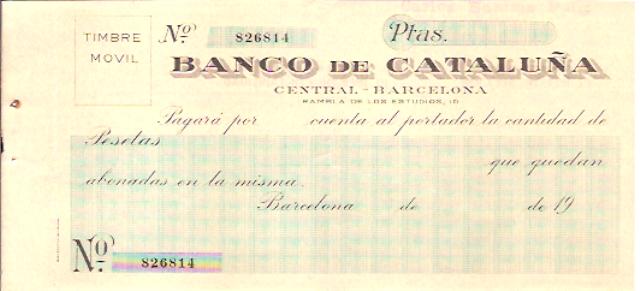 TIMBRE
MOVIL
Nº 826814
Ptas.
BANCO DE CATALUÑA
CENTRAL - BARCELONA
RAMBLA DE LOS ESTUDIOS, 10
Pagará por cuenta al portador la cantidad de
Pesetas
que quedan
abonadas en la misma.
Barcelona de de 19
Nº 826814